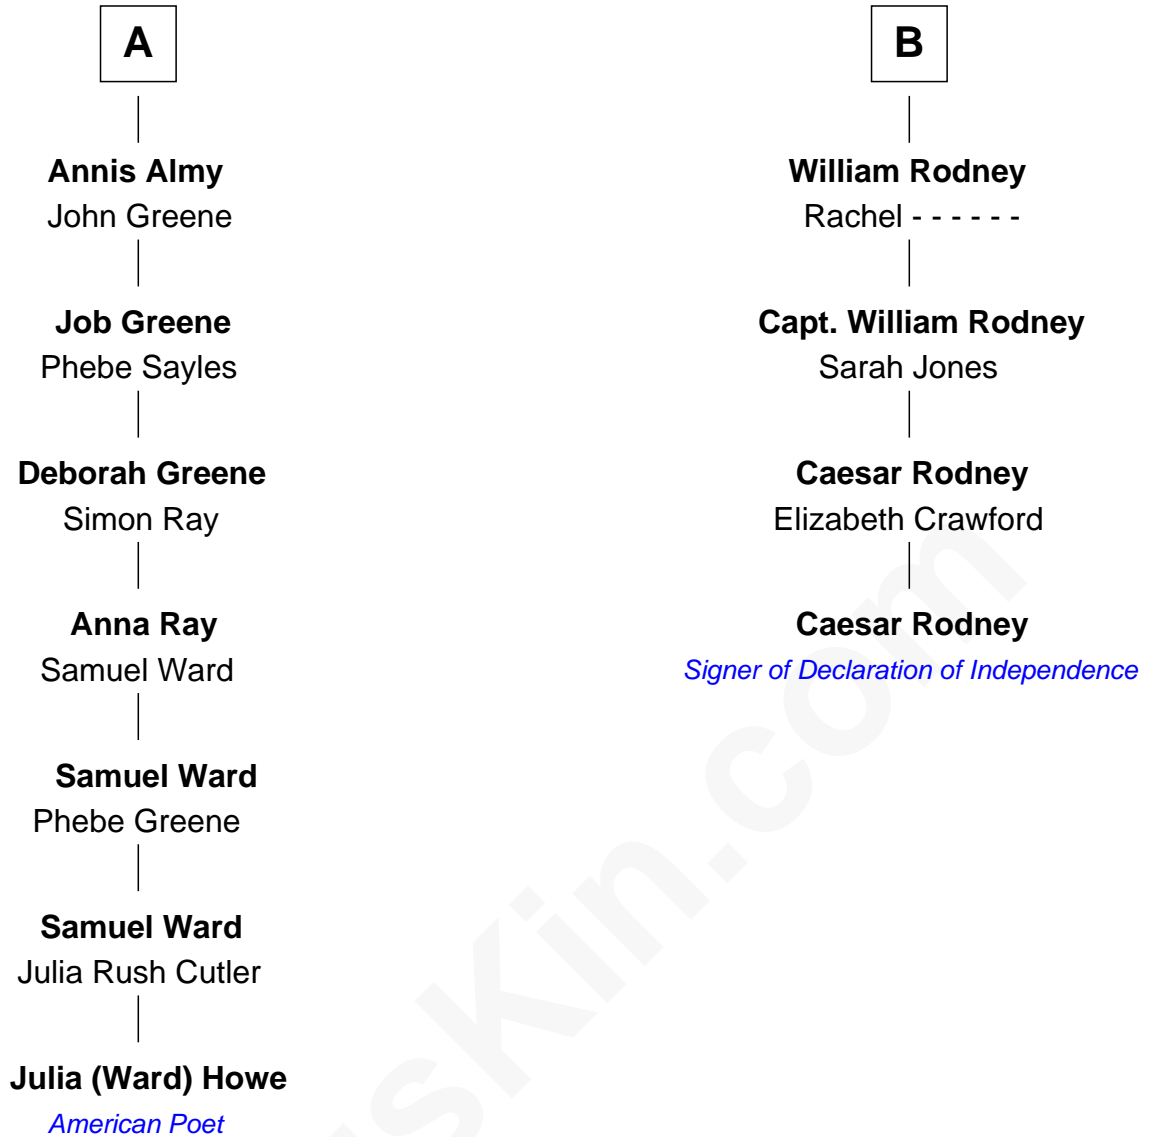 A
Annis Almy
John Greene
Job Greene
Phebe Sayles
Deborah Greene
Simon Ray
Anna Ray
Samuel Ward
Samuel Ward
Phebe Greene
Samuel Ward
Julia Rush Cutler
Julia (Ward) Howe
American Poet
B
William Rodney
Rachel - - - - - -
Capt. William Rodney
Sarah Jones
Caesar Rodney
Elizabeth Crawford
Caesar Rodney
Signer of Declaration of Independence
sKin.com